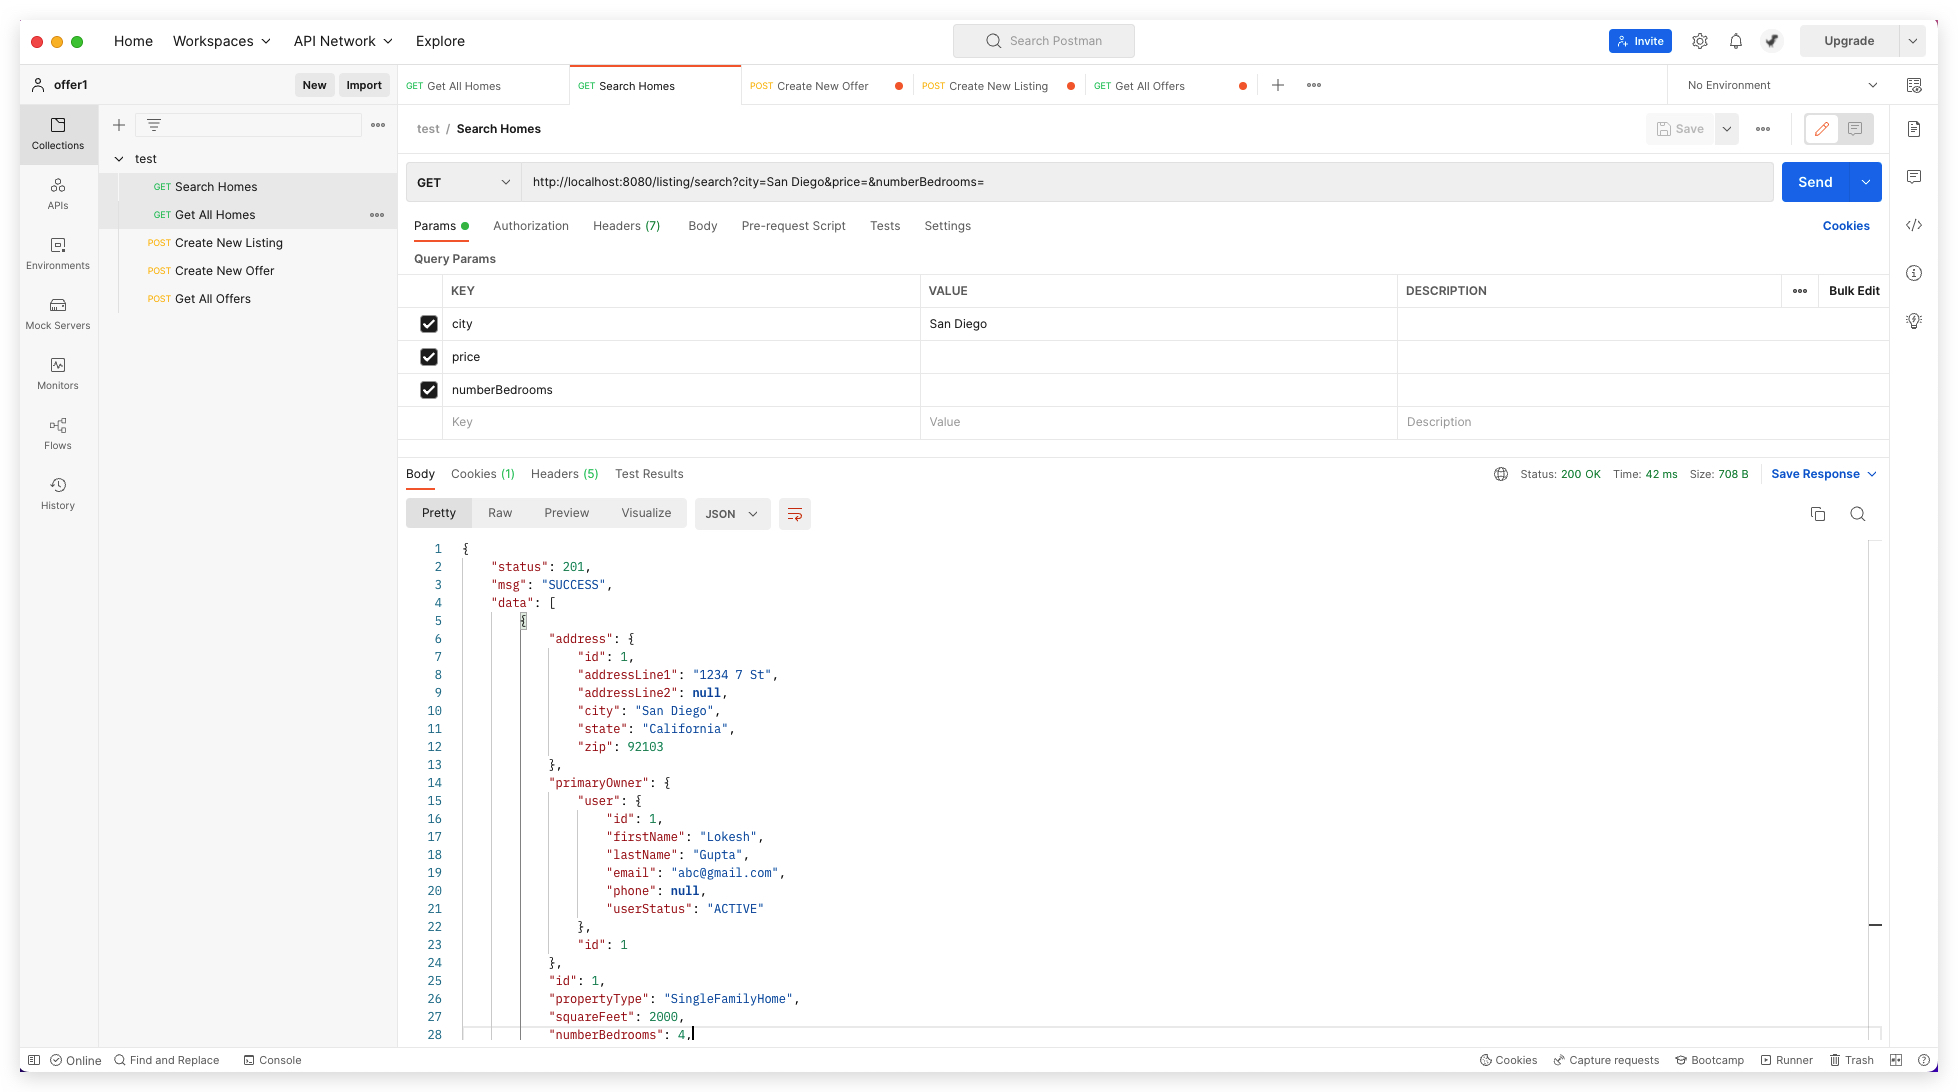 Home Workspaces API Network Explore Search Postman Invite Upgrade
offer1 New Import GET Get All Homes GET Search Homes POST Create New Offer POST Create New Listing GET Get All Offers No Environment
Collections
APIs
Environments
Mock Servers
Monitors
Flows
History
test
GET Search Homes
GET Get All Homes
POST Create New Listing
POST Create New Offer
POST Get All Offers
test / Search Homes Save
GET http://localhost:8080/listing/search?city=San Diego&price=&numberBedrooms= Send
Params Authorization Headers (7) Body Pre-request Script Tests Settings Cookies
Query Params
KEY VALUE DESCRIPTION Bulk Edit
city San Diego
price
numberBedrooms
Key Value Description
Body Cookies (1) Headers (5) Test Results Status: 200 OK Time: 42 ms Size: 708 B Save Response
Pretty Raw Preview Visualize JSON
1 {
2 "status": 201,
3 "msg": "SUCCESS",
4 "data": [
5 {
6 "address": {
7 "id": 1,
8 "addressLine1": "1234 7 St",
9 "addressLine2": null,
10 "city": "San Diego",
11 "state": "California",
12 "zip": 92103
13 },
14 "primaryOwner": {
15 "user": {
16 "id": 1,
17 "firstName": "Lokesh",
18 "lastName": "Gupta",
19 "email": "abc@gmail.com",
20 "phone": null,
21 "userStatus": "ACTIVE"
22 },
23 "id": 1
24 },
25 "id": 1,
26 "propertyType": "SingleFamilyHome",
27 "squareFeet": 2000,
28 "numberBedrooms": 4,
Online Find and Replace Console Cookies Capture requests Bootcamp Runner Trash